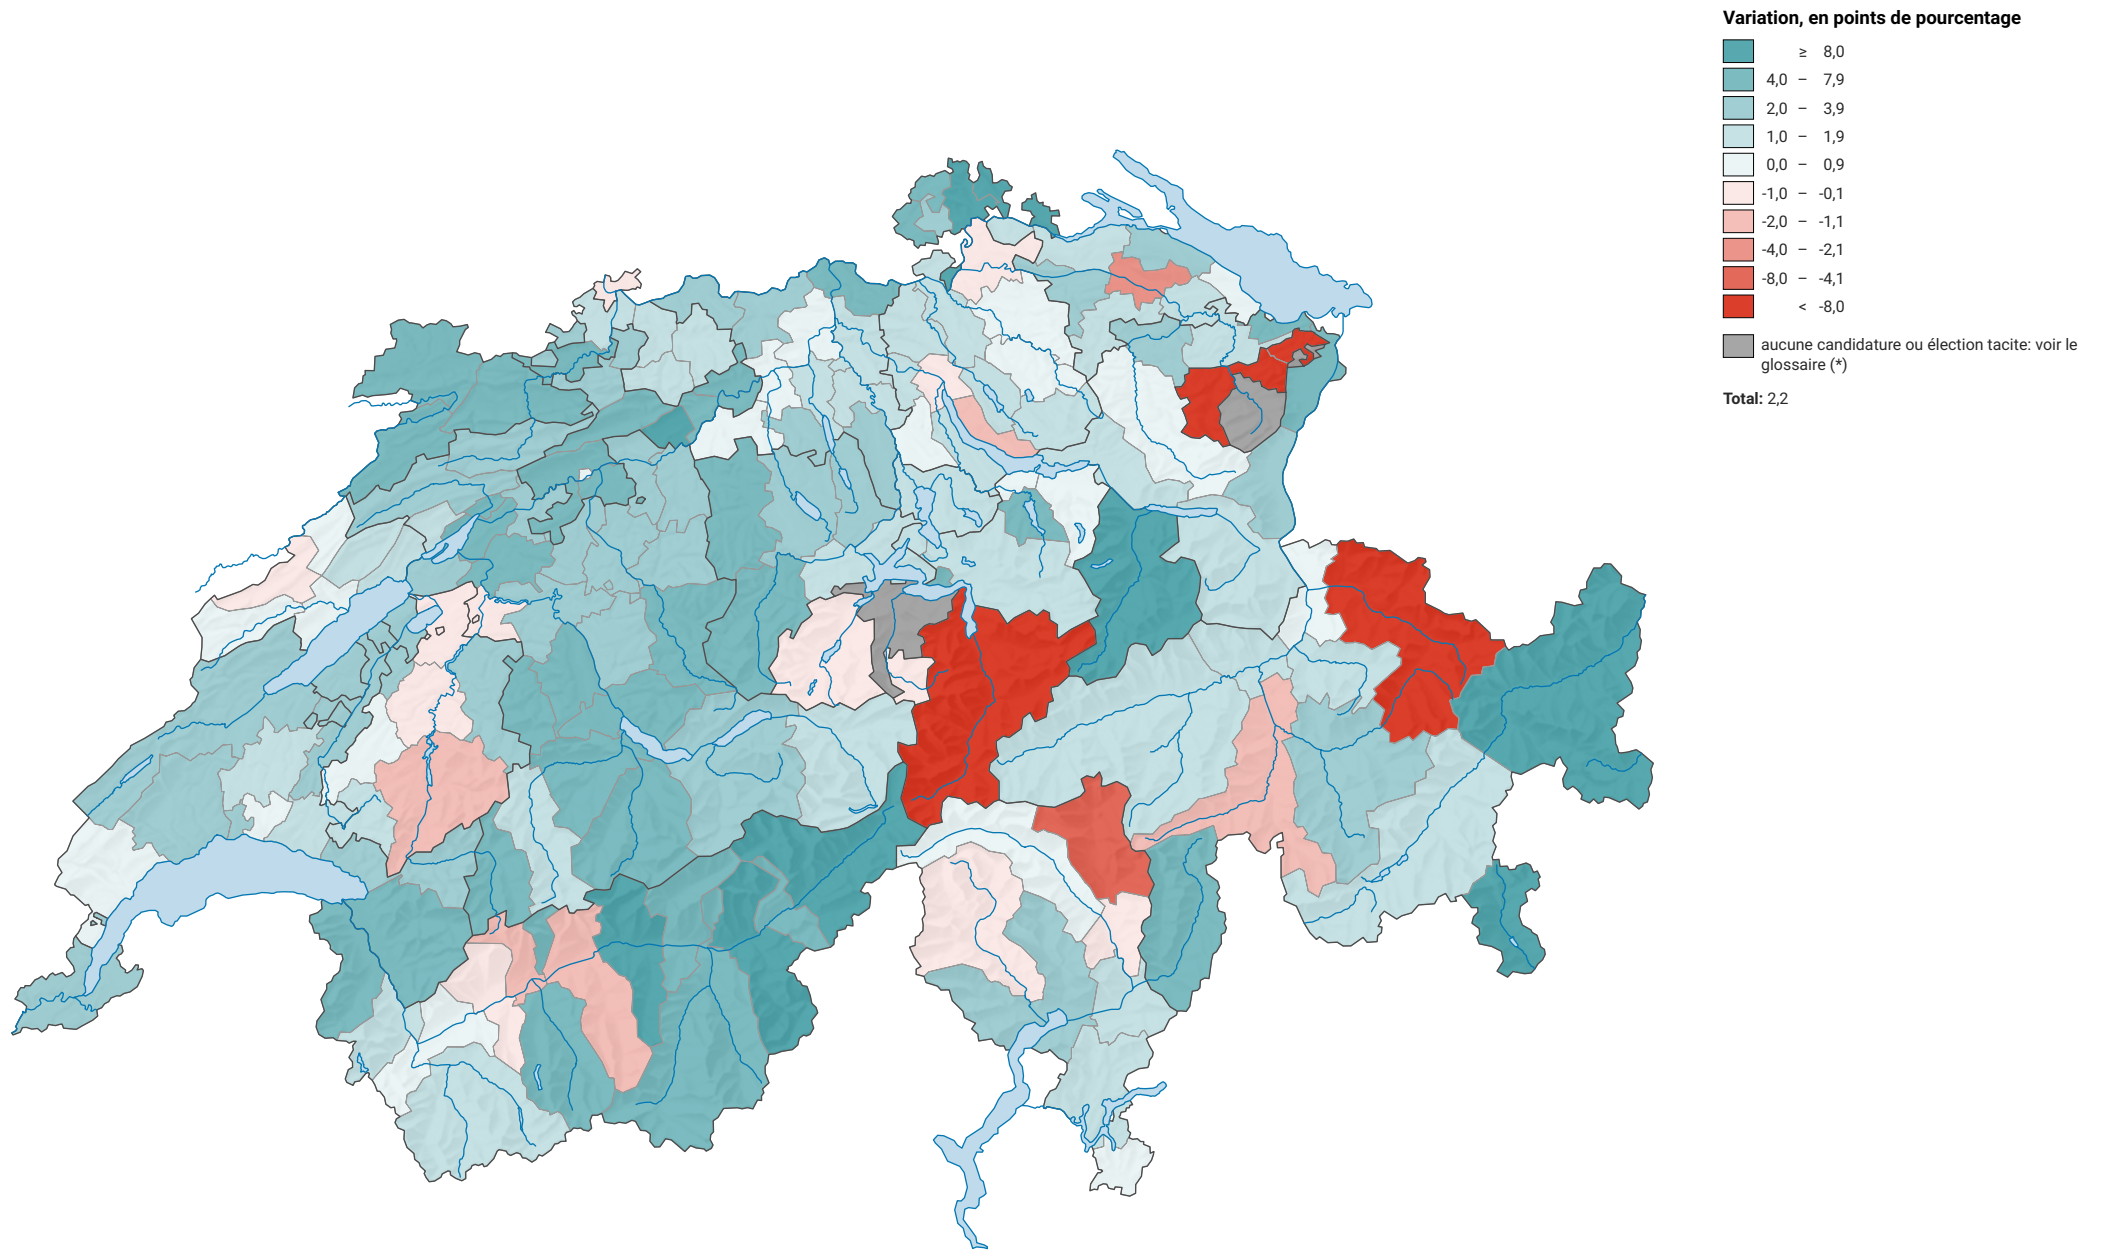 Variation, en points de pourcentage
≥ 8,0
4,0 – 7,9
2,0 – 3,9
1,0 – 1,9
0,0 – 0,9
-1,0 – -0,1
-2,0 – -1,1
-4,0 – -2,1
-8,0 – -4,1
< -8,0
aucune candidature ou élection tacite: voir le
glossaire (*)
Total: 2,2